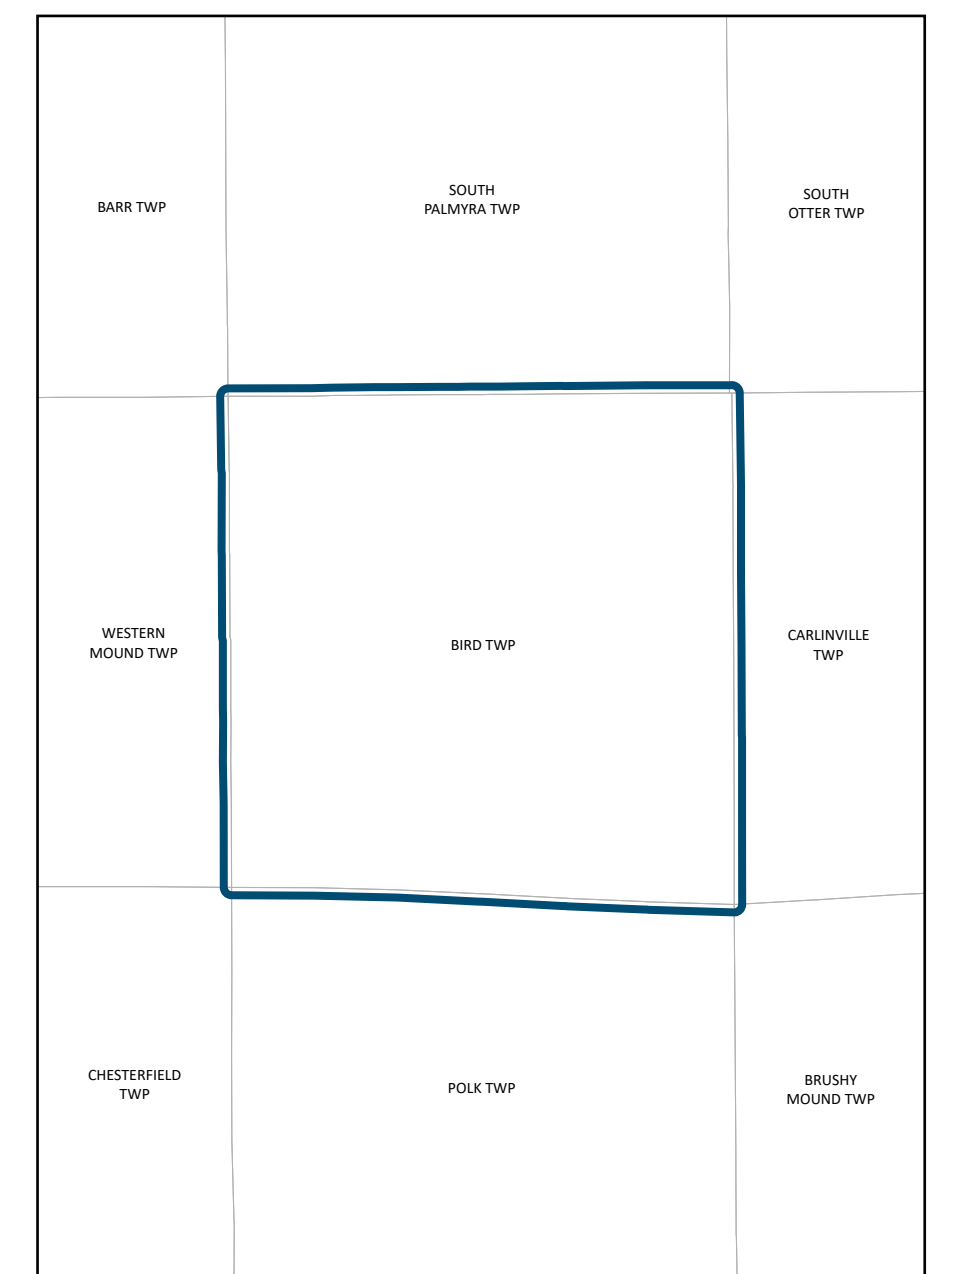 BARR TWP
SOUTH
PALMYRA TWP
SOUTH
OTTER TWP
WESTERN
MOUND TWP
BIRD TWP
CARLINVILLE
TWP
CHESTERFIELD
TWP
POLK TWP
BRUSHY
MOUND TWP